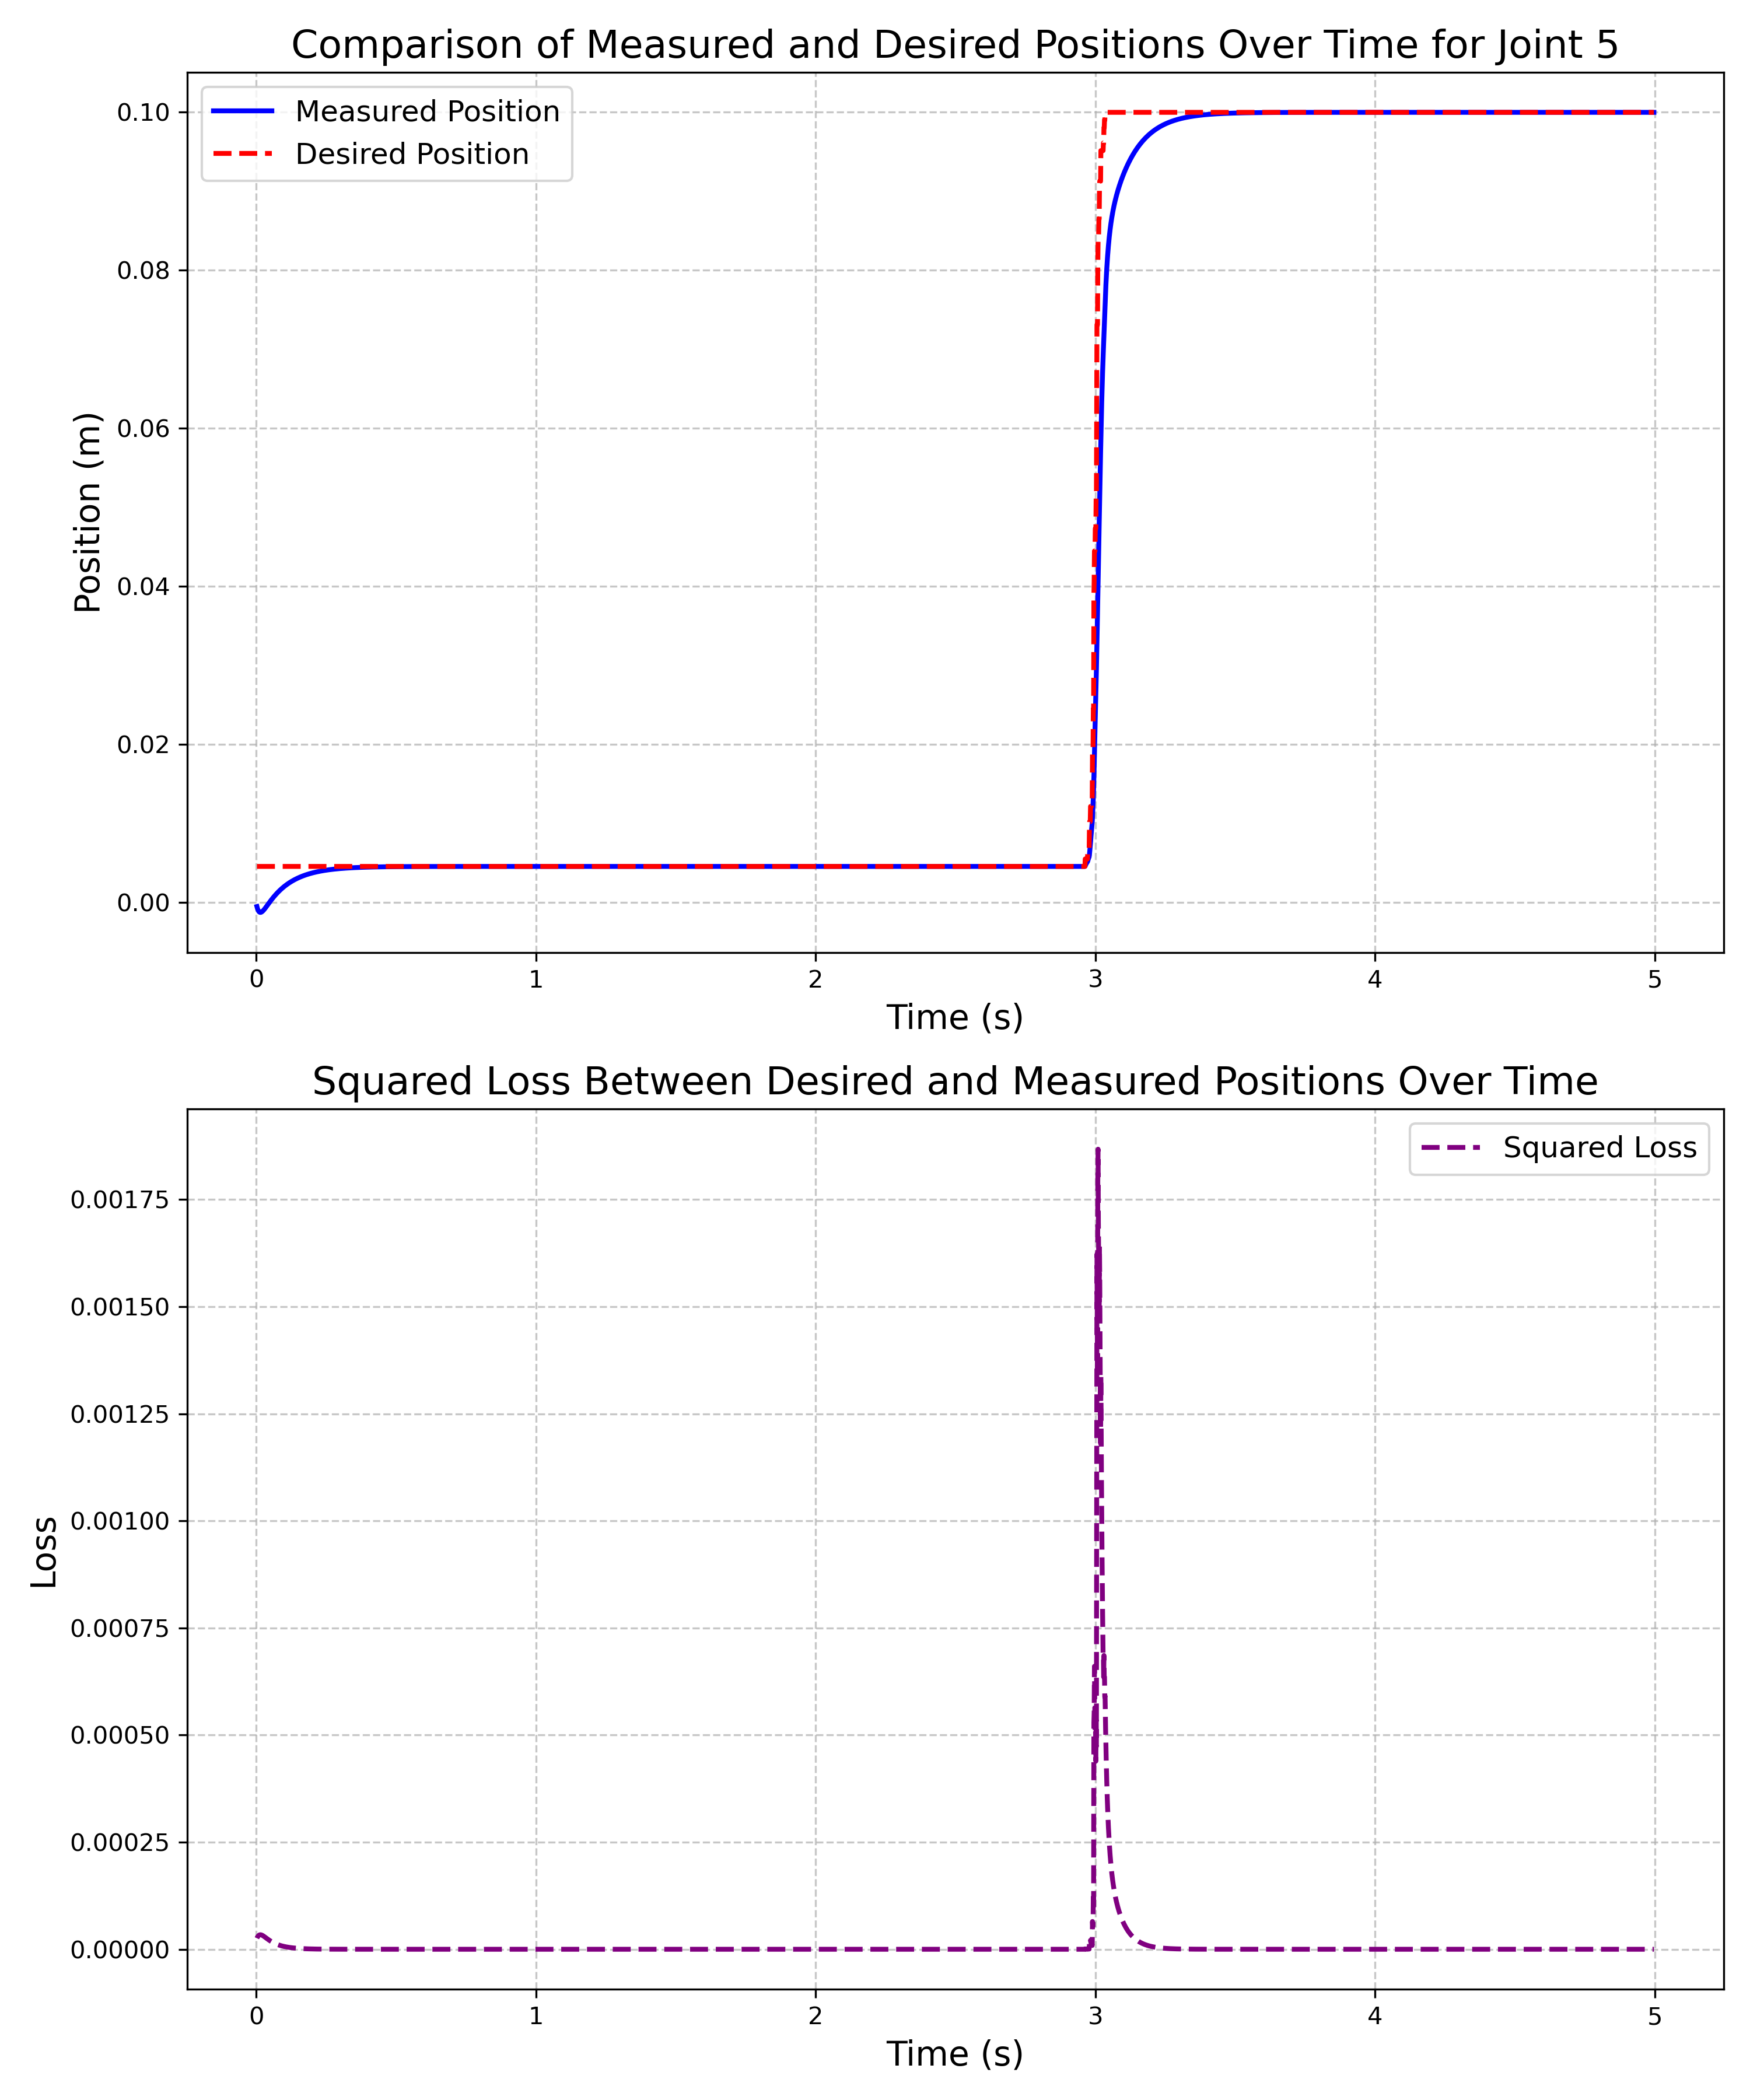 Comparison of Measured and Desired Positions Over Time for Joint 5
Measured Position
Desired Position
Position (m)
0.10
0.08
0.06
0.04
0.02
0.00
0 1 2 3 4 5
Time (s)
Squared Loss Between Desired and Measured Positions Over Time
Squared Loss
Loss
0.00175
0.00150
0.00125
0.00100
0.00075
0.00050
0.00025
0.00000
0 1 2 3 4 5
Time (s)